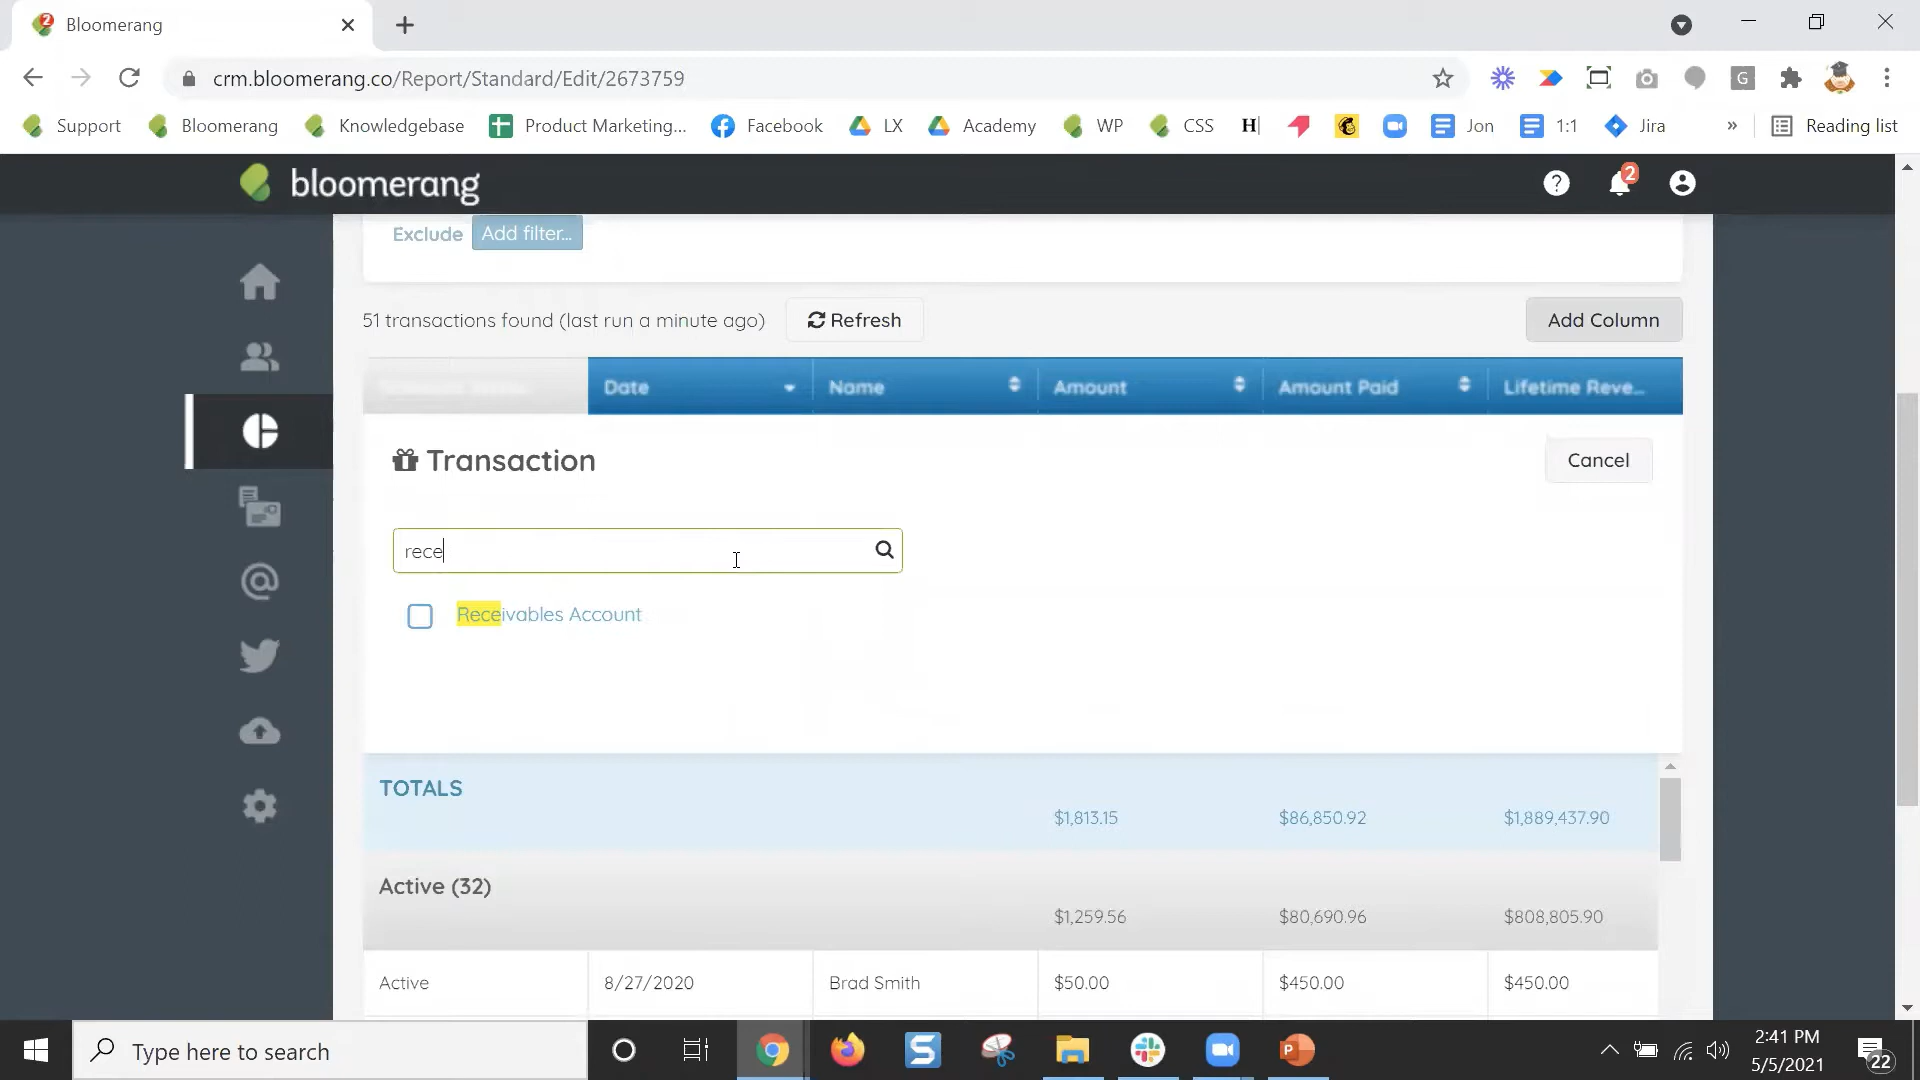 2
Bloomerang
crm.bloomerang.co/Report/Standard/Edit/2673759
G
Support
Bloomerang
Knowledgebase
Product Marketing...
Facebook
LX
Academy
WP
CSS
H
Jon
1:1
Jira
»
Reading list
bloomerang
?
2
Exclude
Add filter...
51 transactions found (last run a minute ago)
Refresh
Add Column
Date
Name
Amount
Amount Paid
Lifetime Reve...
Transaction
Cancel
rece
Receivables Account
TOTALS
$1,813.15
$86,850.92
$1,889,437.90
Active (32)
$1,259.56
$80,690.96
$808,805.90
Active
8/27/2020
Brad Smith
$50.00
$450.00
$450.00
Type here to search
S
P
2:41 PM
5/5/2021
22